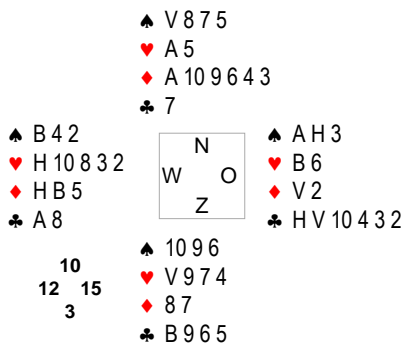 ♠ V 8 7 5
♥ A 5
♦ A 10 9 6 4 3
♣ 7
♠ B 4 2
♥ H 10 8 3 2
♦ H B 5
♣ A 8
N
W O
Z
♠ A H 3
♥ B 6
♦ V 2
♣ H V 10 4 3 2
10
12 15
3
♠ 10 9 6
♥ V 9 7 4
♦ 8 7
♣ B 9 6 5